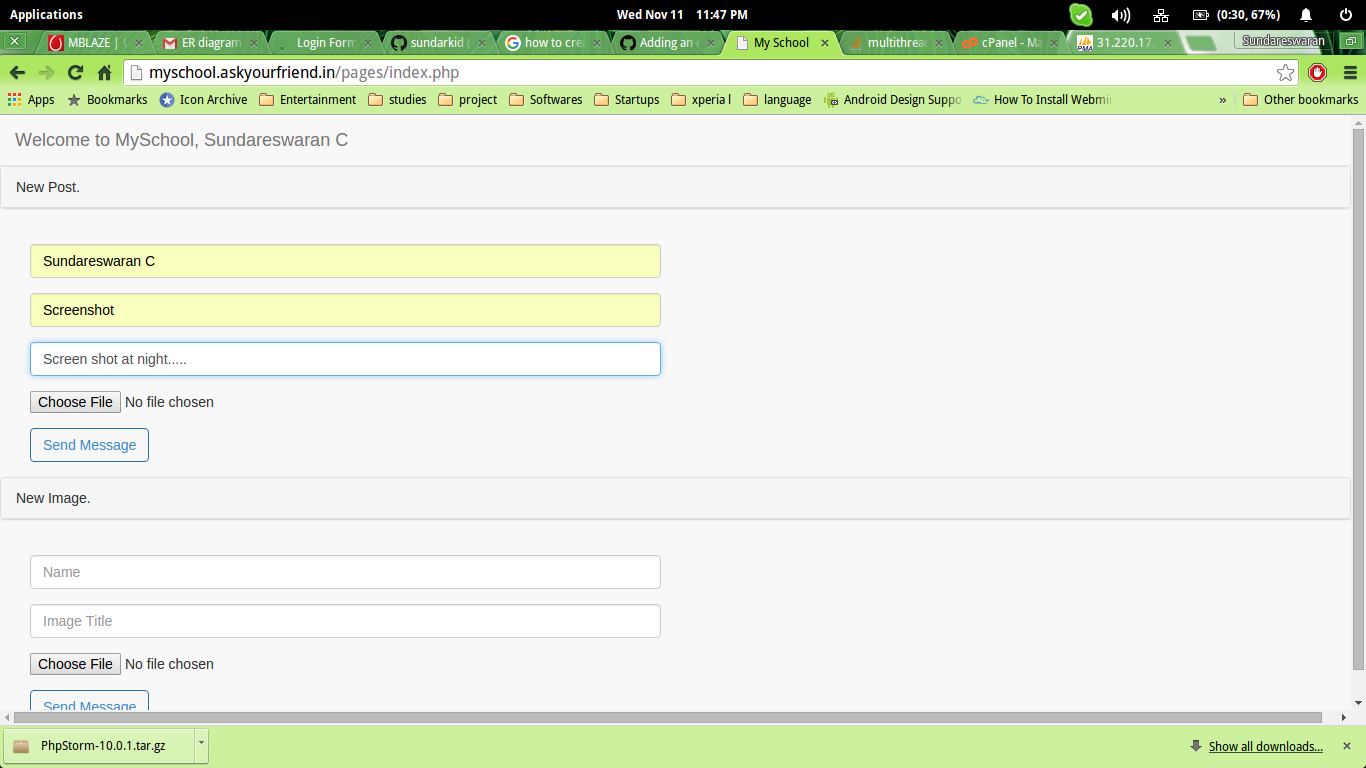 Applications Wed Nov 11 11:47 PM (0:30, 67%)
MBLAZE | ER diagram Login Form sundarkid how to crea Adding an My School multithrea cPanel - Ma 31.220.17. Sundareswaran
myschool.askyourfriend.in/pages/index.php
Apps Bookmarks Icon Archive Entertainment studies project Softwares Startups xperia l language Android Design Suppo How To Install Webmi » Other bookmarks
Welcome to MySchool, Sundareswaran C
New Post.
Sundareswaran C
Screenshot
Screen shot at night.....
Choose File No file chosen
Send Message
New Image.
Name
Image Title
Choose File No file chosen
Send Message
PhpStorm-10.0.1.tar.gz Show all downloads...